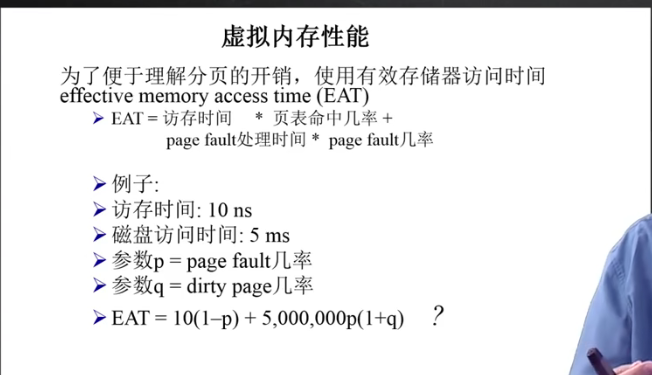 虚拟内存性能
为了便于理解分页的开销，使用有效存储器访问时间
effective memory access time (EAT)
➢ EAT = 访存时间 * 页表命中几率 +
page fault处理时间 * page fault几率
➢ 例子:
➢ 访存时间: 10 ns
➢ 磁盘访问时间: 5 ms
➢ 参数p = page fault几率
➢ 参数q = dirty page几率
➢ EAT = 10(1–p) + 5,000,000p(1+q) ?